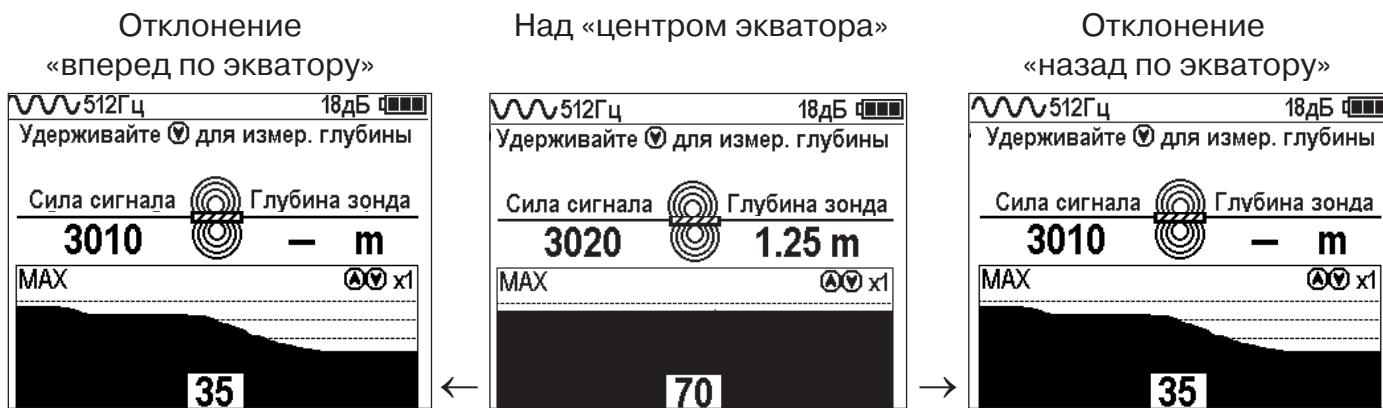 Отклонение
«вперед по экватору»
512Гц 18дБ
Удерживайте для измер. глубины
Сила сигнала Глубина зонда
3010 – m
MAX x1
35
←
Над «центром экватора»
512Гц 18дБ
Удерживайте для измер. глубины
Сила сигнала Глубина зонда
3020 1.25 m
MAX x1
70
→
Отклонение
«назад по экватору»
512Гц 18дБ
Удерживайте для измер. глубины
Сила сигнала Глубина зонда
3010 – m
MAX x1
35